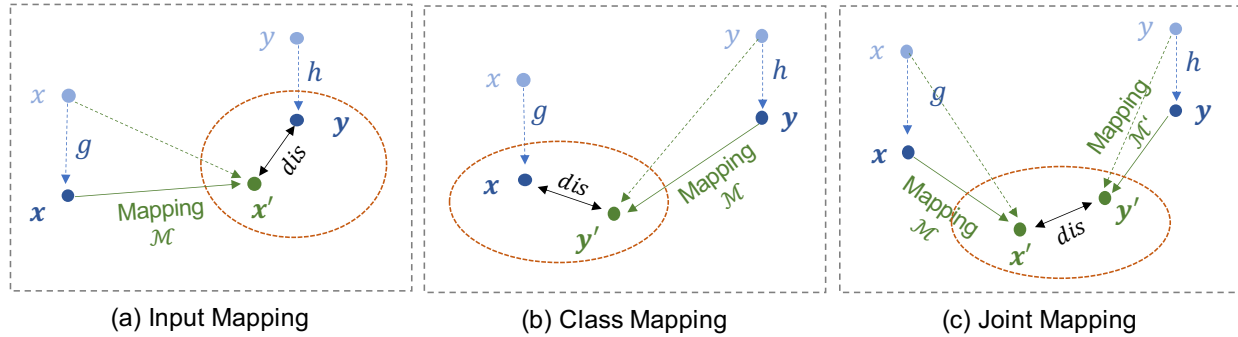 x
g
x
y
h
y
dis
x′
Mapping
ℳ
(a) Input Mapping
x
g
x
y
h
y
dis
y′
Mapping
ℳ
(b) Class Mapping
x
g
x
y
h
y
Mapping
ℳ
Mapping
ℳ′
x′
dis
y′
(c) Joint Mapping